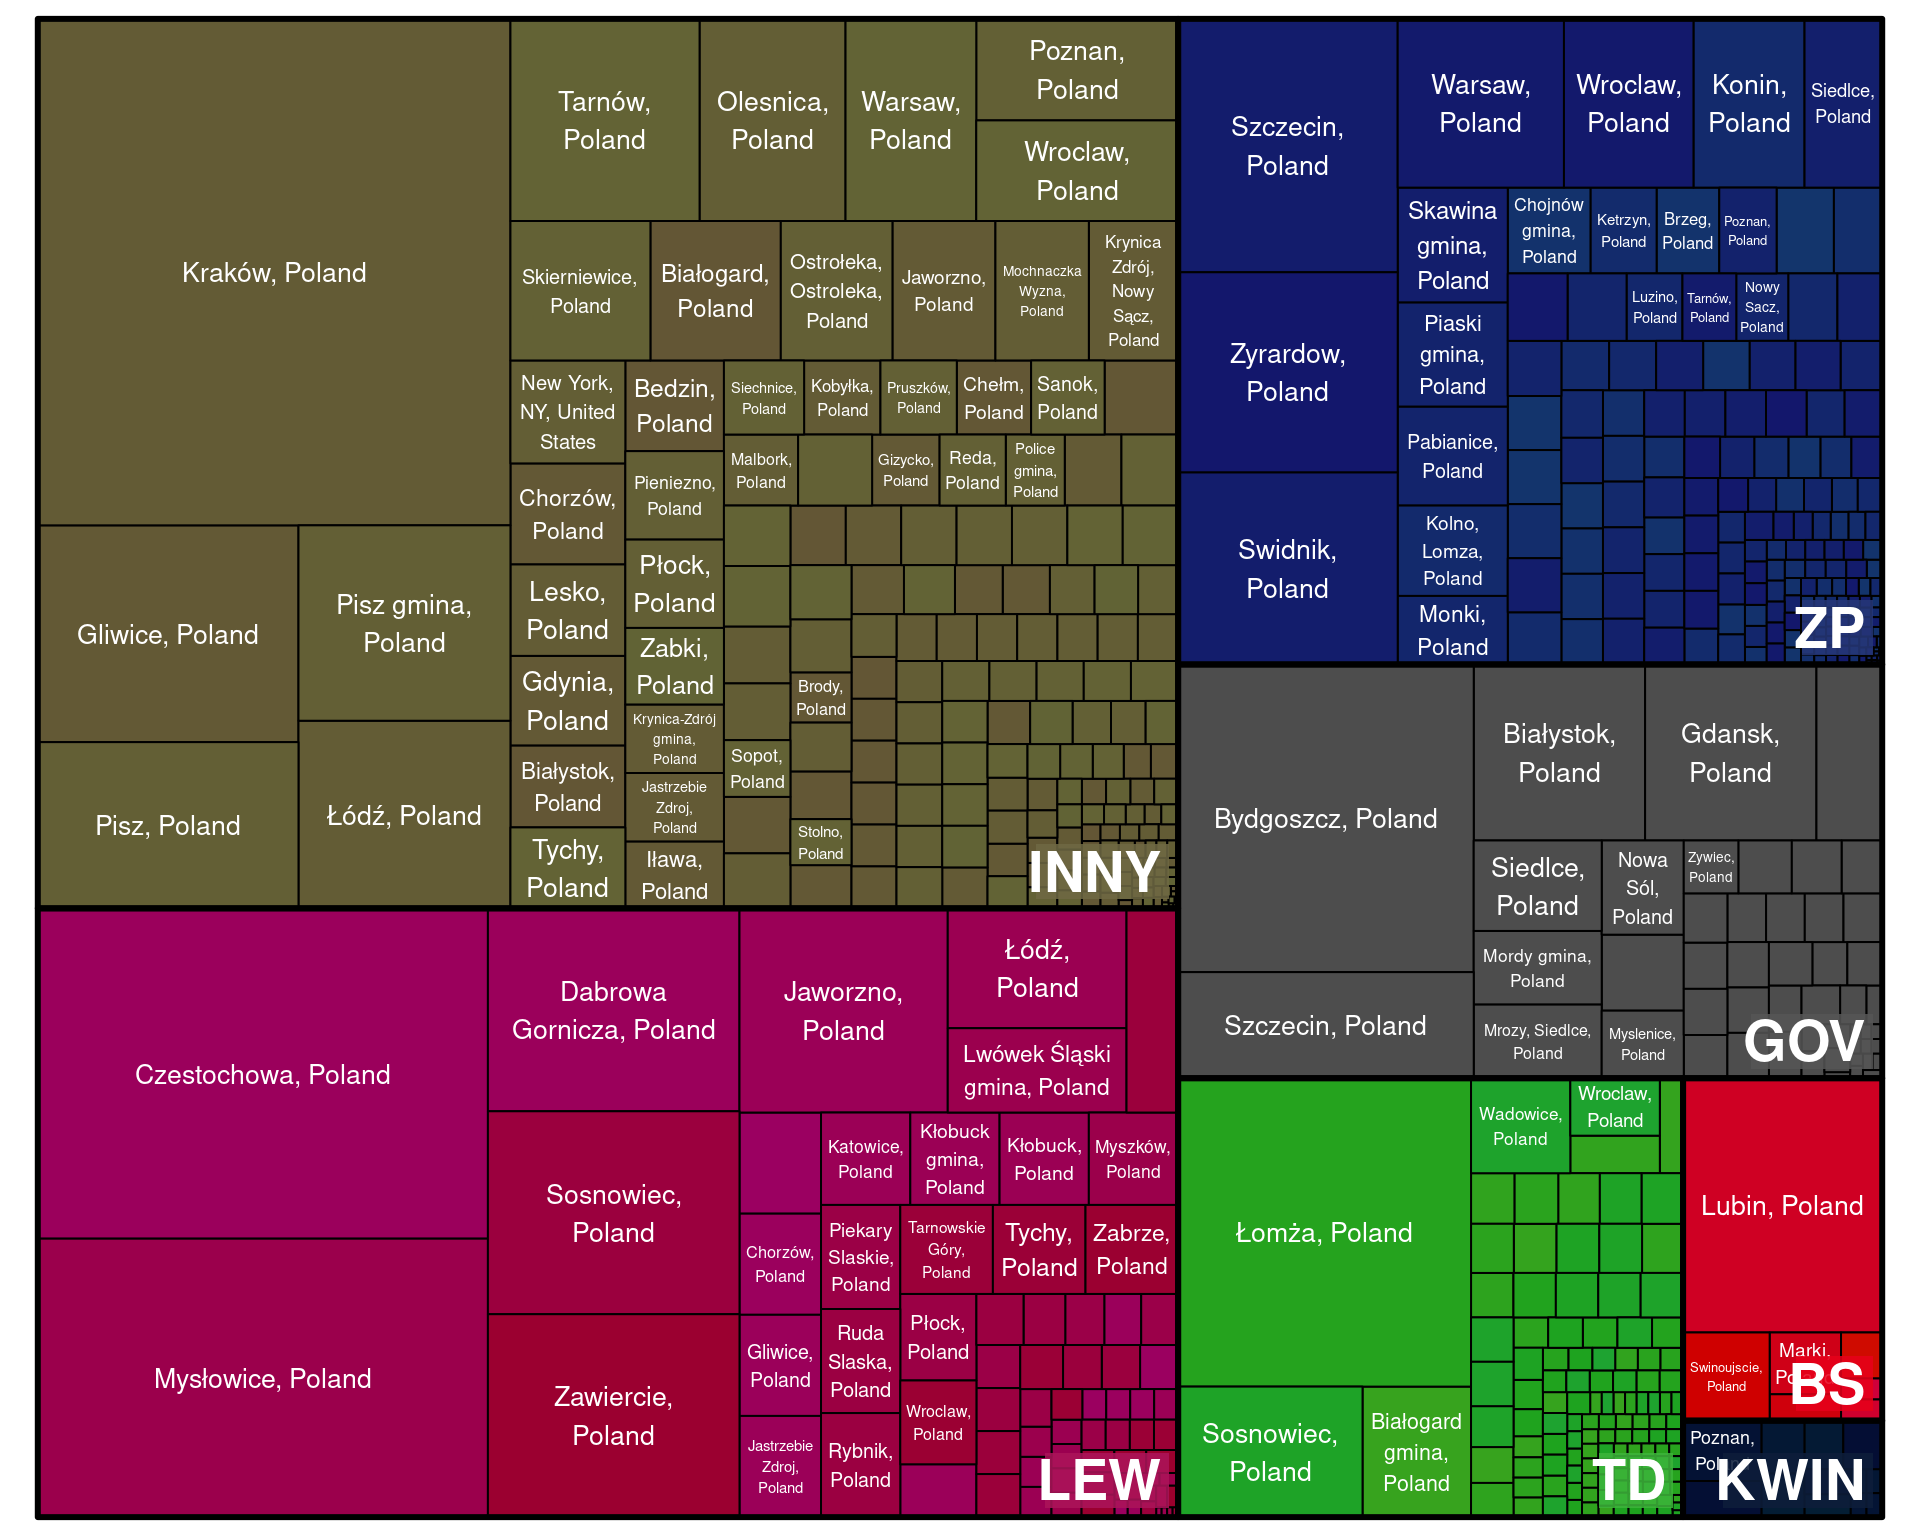 Kraków, Poland
Gliwice, Poland
Pisz gmina,
Poland
Pisz, Poland
Łódź, Poland
Tarnów,
Poland
Olesnica,
Poland
Warsaw,
Poland
Poznan,
Poland
Wroclaw,
Poland
Skierniewice,
Poland
Białogard,
Poland
Ostrołeka,
Ostroleka,
Poland
Jaworzno,
Poland
Mochnaczka
Wyzna,
Poland
Krynica
Zdrój,
Nowy
Sącz,
Poland
New York,
NY, United
States
Chorzów,
Poland
Lesko,
Poland
Gdynia,
Poland
Białystok,
Poland
Tychy,
Poland
Bedzin,
Poland
Pieniezno,
Poland
Płock,
Poland
Zabki,
Poland
Krynica-Zdrój
gmina,
Poland
Jastrzebie
Zdroj,
Poland
Iława,
Poland
Siechnice,
Poland
Kobyłka,
Poland
Pruszków,
Poland
Chełm,
Poland
Sanok,
Poland
Malbork,
Poland
Gizycko,
Poland
Reda,
Poland
Police
gmina,
Poland
Brody,
Poland
Sopot,
Poland
Stolno,
Poland
INNY
Szczecin,
Poland
Zyrardow,
Poland
Swidnik,
Poland
Warsaw,
Poland
Wroclaw,
Poland
Konin,
Poland
Siedlce,
Poland
Skawina
gmina,
Poland
Piaski
gmina,
Poland
Pabianice,
Poland
Kolno,
Lomza,
Poland
Monki,
Poland
Chojnów
gmina,
Poland
Ketrzyn,
Poland
Brzeg,
Poland
Poznan,
Poland
Luzino,
Poland
Tarnów,
Poland
Nowy
Sacz,
Poland
ZP
Bydgoszcz, Poland
Szczecin, Poland
Białystok,
Poland
Gdansk,
Poland
Siedlce,
Poland
Nowa
Sól,
Poland
Zywiec,
Poland
Mordy gmina,
Poland
Mrozy, Siedlce,
Poland
Myslenice,
Poland
GOV
Czestochowa, Poland
Mysłowice, Poland
Dabrowa
Gornicza, Poland
Sosnowiec,
Poland
Zawiercie,
Poland
Jaworzno,
Poland
Łódź,
Poland
Lwówek Śląski
gmina, Poland
Katowice,
Poland
Kłobuck
gmina,
Poland
Kłobuck,
Poland
Myszków,
Poland
Chorzów,
Poland
Gliwice,
Poland
Jastrzebie
Zdroj,
Poland
Piekary
Slaskie,
Poland
Ruda
Slaska,
Poland
Rybnik,
Poland
Tarnowskie
Góry,
Poland
Tychy,
Poland
Zabrze,
Poland
Płock,
Poland
Wroclaw,
Poland
LEW
Łomża, Poland
Sosnowiec,
Poland
Białogard
gmina,
Poland
Wadowice,
Poland
Wroclaw,
Poland
TD
Lubin, Poland
Swinoujscie,
Poland
Marki,
BS
Poznan,
KWIN